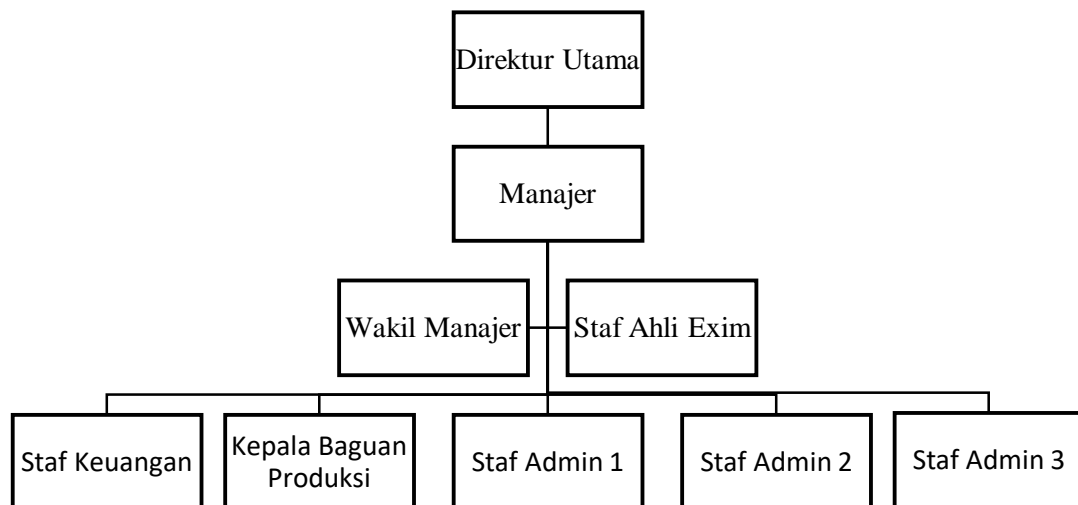 Direktur Utama
Manajer
Wakil Manajer
Staf Ahli Exim
Staf Keuangan
Kepala Baguan
Produksi
Staf Admin 1
Staf Admin 2
Staf Admin 3